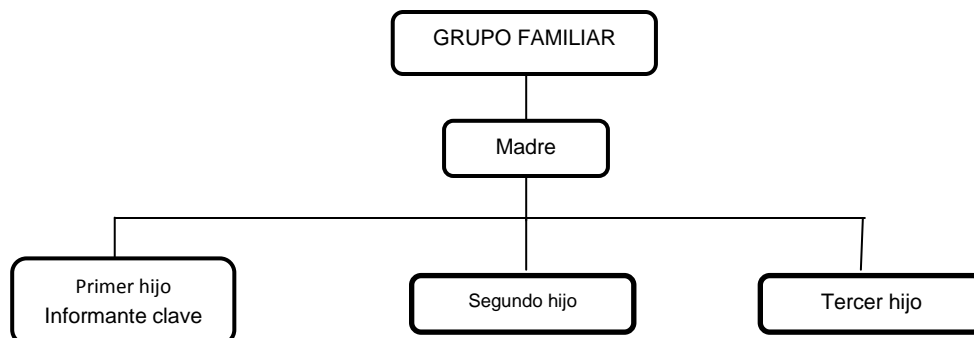 GRUPO FAMILIAR
Madre
Primer hijo
Informante clave
Segundo hijo
Tercer hijo